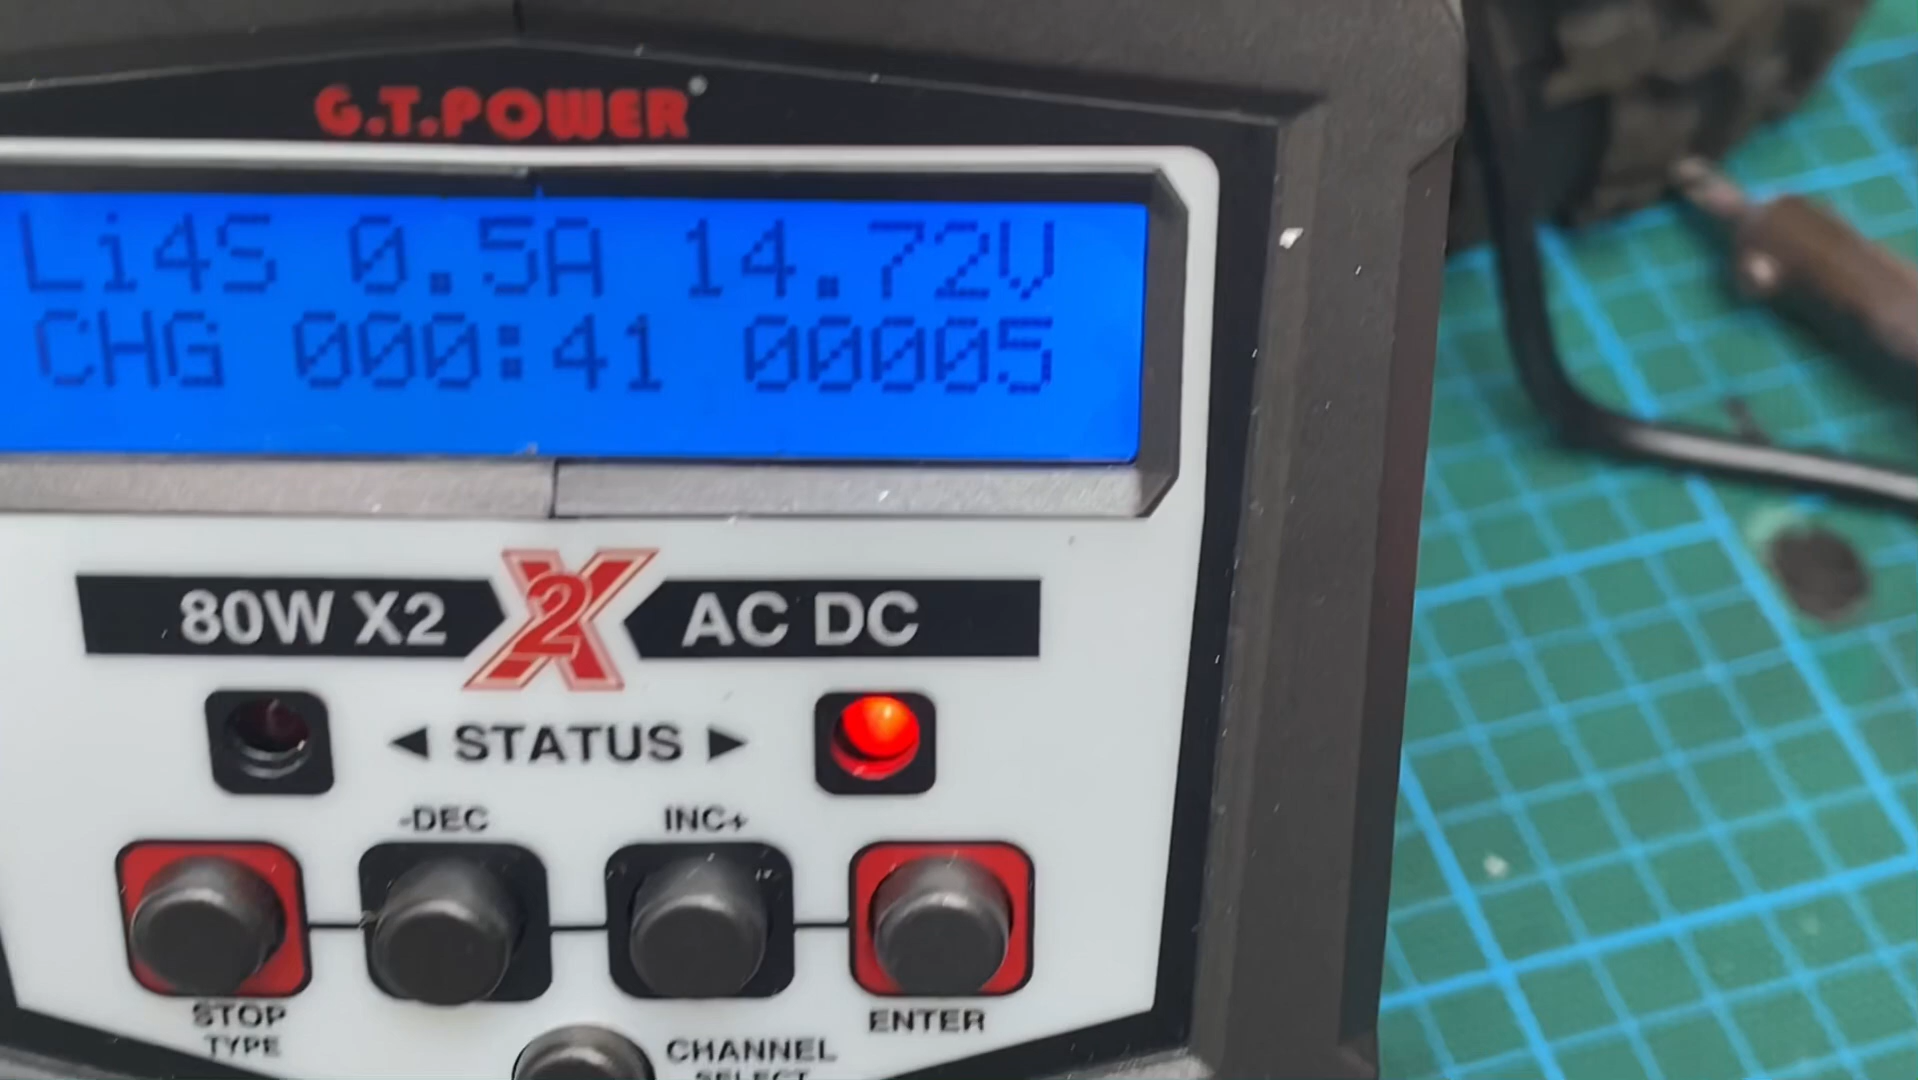 G.T.POWER
Li4S 0.5A 14.72V
CHG 000:41 00005
80W X2 X2 AC DC
◄ STATUS ►
-DEC INC+
STOP
TYPE
ENTER
CHANNEL
SELECT